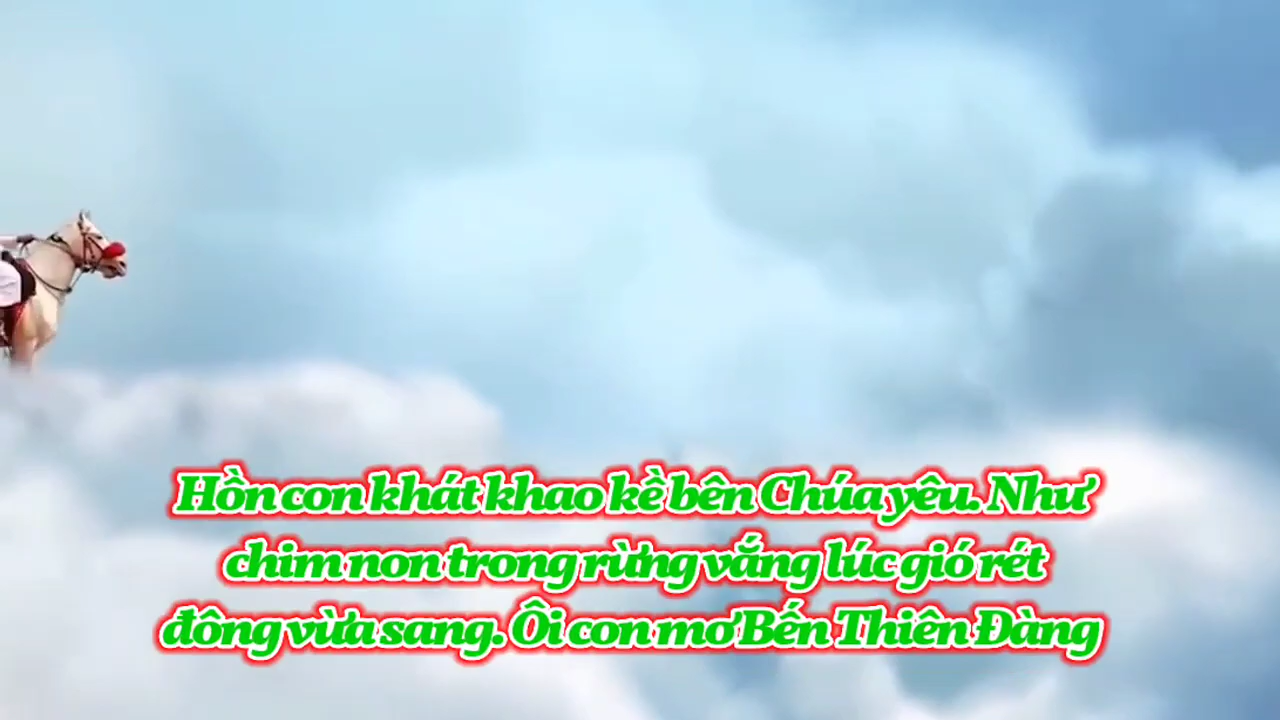 Hồn con khát khao kề bên Chúa yêu. Như
chim non trong rừng vắng lúc gió rét
đông vừa sang. Ôi con mơ Bến Thiên Đàng